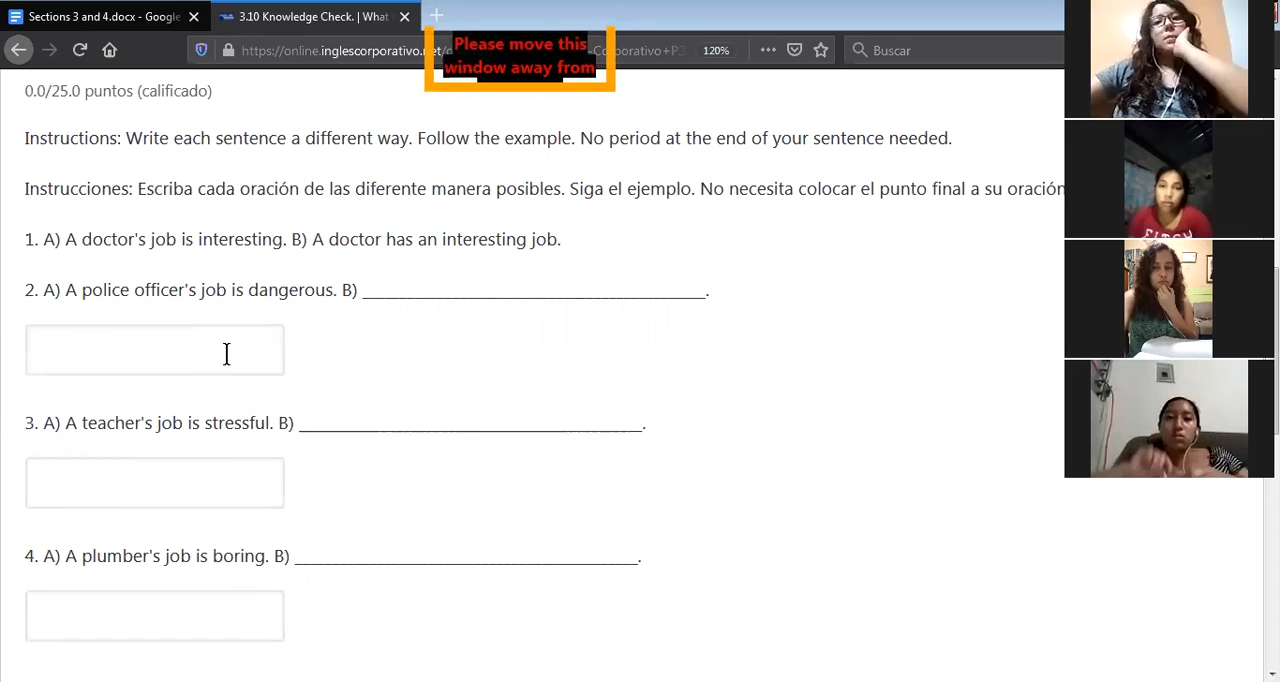 Sections 3 and 4.docx - Google
3.10 Knowledge Check. | What
https://online.inglescorporativo.net/
Corporativo+P
120%
Buscar
Please move this
window away from
0.0/25.0 puntos (calificado)
Instructions: Write each sentence a different way. Follow the example. No period at the end of your sentence needed.
Instrucciones: Escriba cada oración de las diferente manera posibles. Siga el ejemplo. No necesita colocar el punto final a su oración
1. A) A doctor's job is interesting. B) A doctor has an interesting job.
2. A) A police officer's job is dangerous. B) ____________________________________.
3. A) A teacher's job is stressful. B) ____________________________________.
4. A) A plumber's job is boring. B) ____________________________________.